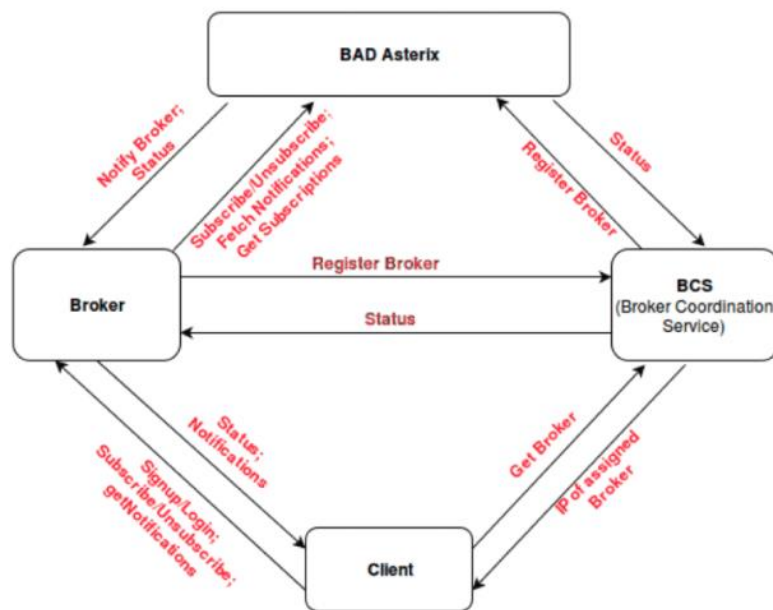 BAD Asterix
Notify Broker;
Status
Subscribe/Unsubscribe;
Fetch Notifications;
Get Subscriptions
Register Broker
Status
Broker
Register Broker
Status
BCS
(Broker Coordination
Service)
Signup/Login;
Subscribe/Unsubscribe;
getNotifications
Status;
Notifications
Get Broker
IP of assigned
Broker
Client